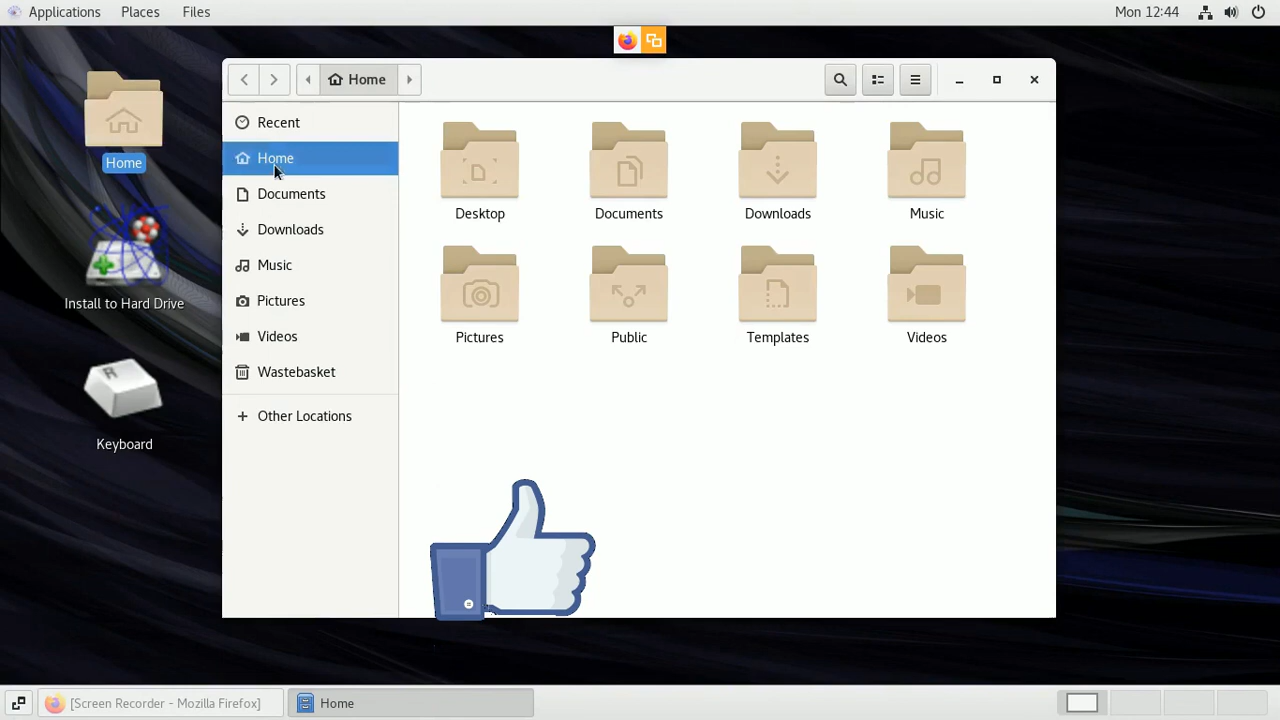 Applications Places Files Mon 12:44
Home
Recent
Home
Documents
Downloads
Music
Pictures
Videos
Wastebasket
Other Locations
Desktop Documents Downloads Music
Pictures Public Templates Videos
Home
Install to Hard Drive
R
Keyboard
[Screen Recorder - Mozilla Firefox] Home